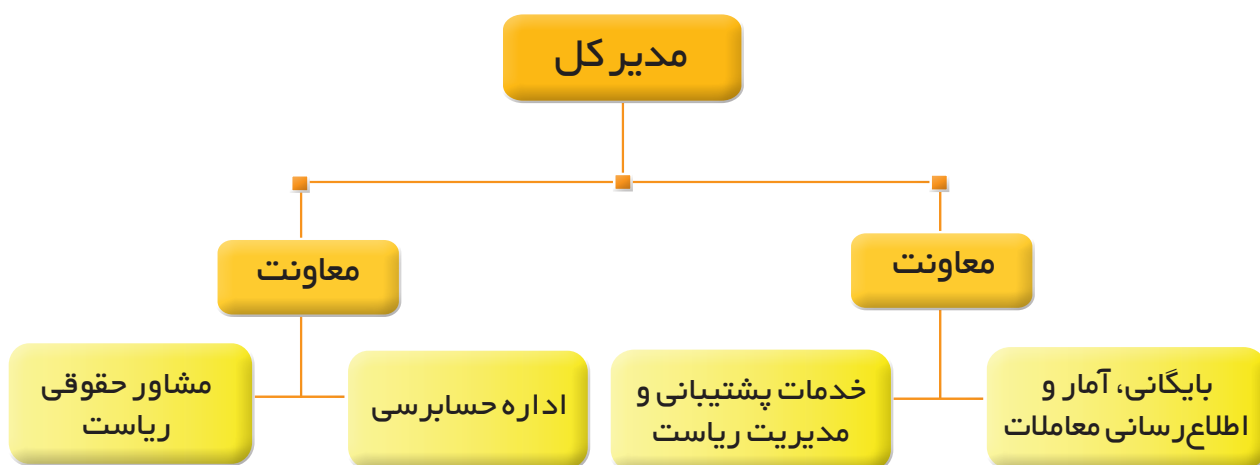 مدیر کل
معاونت
معاونت
بایگانی، آمار و
اطلاع‌رسانی معاملات
خدمات پشتیبانی و
مدیریت ریاست
اداره حسابرسی
مشاور حقوقی
ریاست